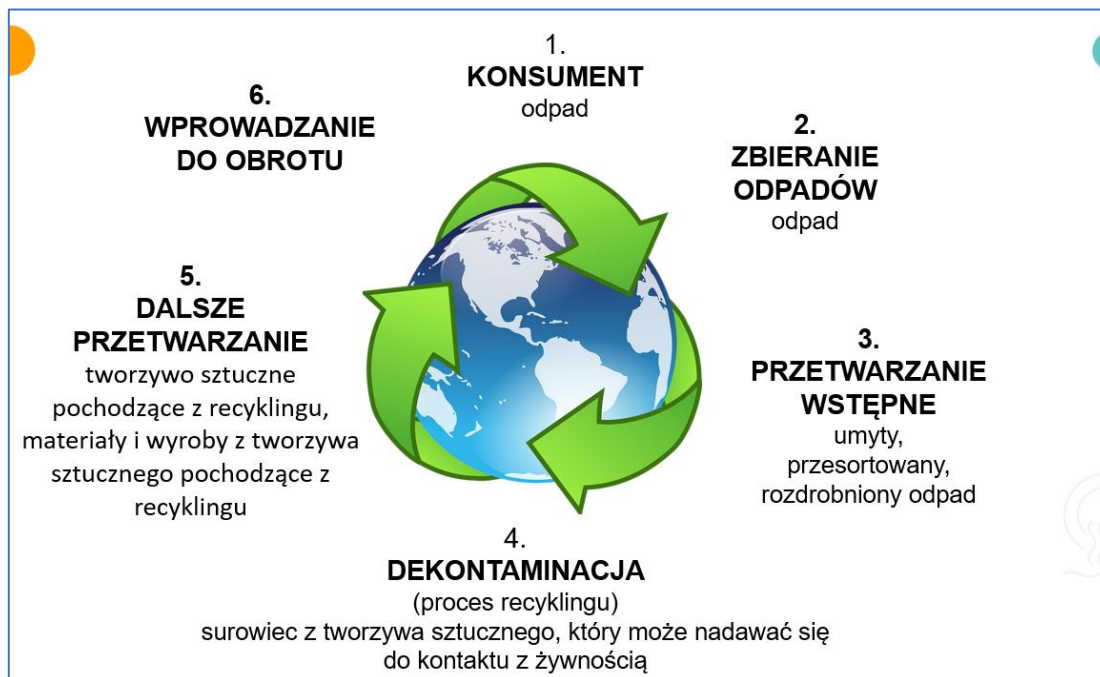 1.
KONSUMENT
odpad
2.
ZBIERANIE
ODPADÓW
odpad
3.
PRZETWARZANIE
WSTĘPNE
umyty,
przesortowany,
rozdrobniony odpad
4.
DEKONTAMINACJA
(proces recyklingu)
surowiec z tworzywa sztucznego, który może nadawać się
do kontaktu z żywnością
5.
DALSZE
PRZETWARZANIE
tworzywo sztuczne
pochodzące z recyklingu,
materiały i wyroby z tworzywa
sztucznego pochodzące z
recyklingu
6.
WPROWADZANIE
DO OBROTU